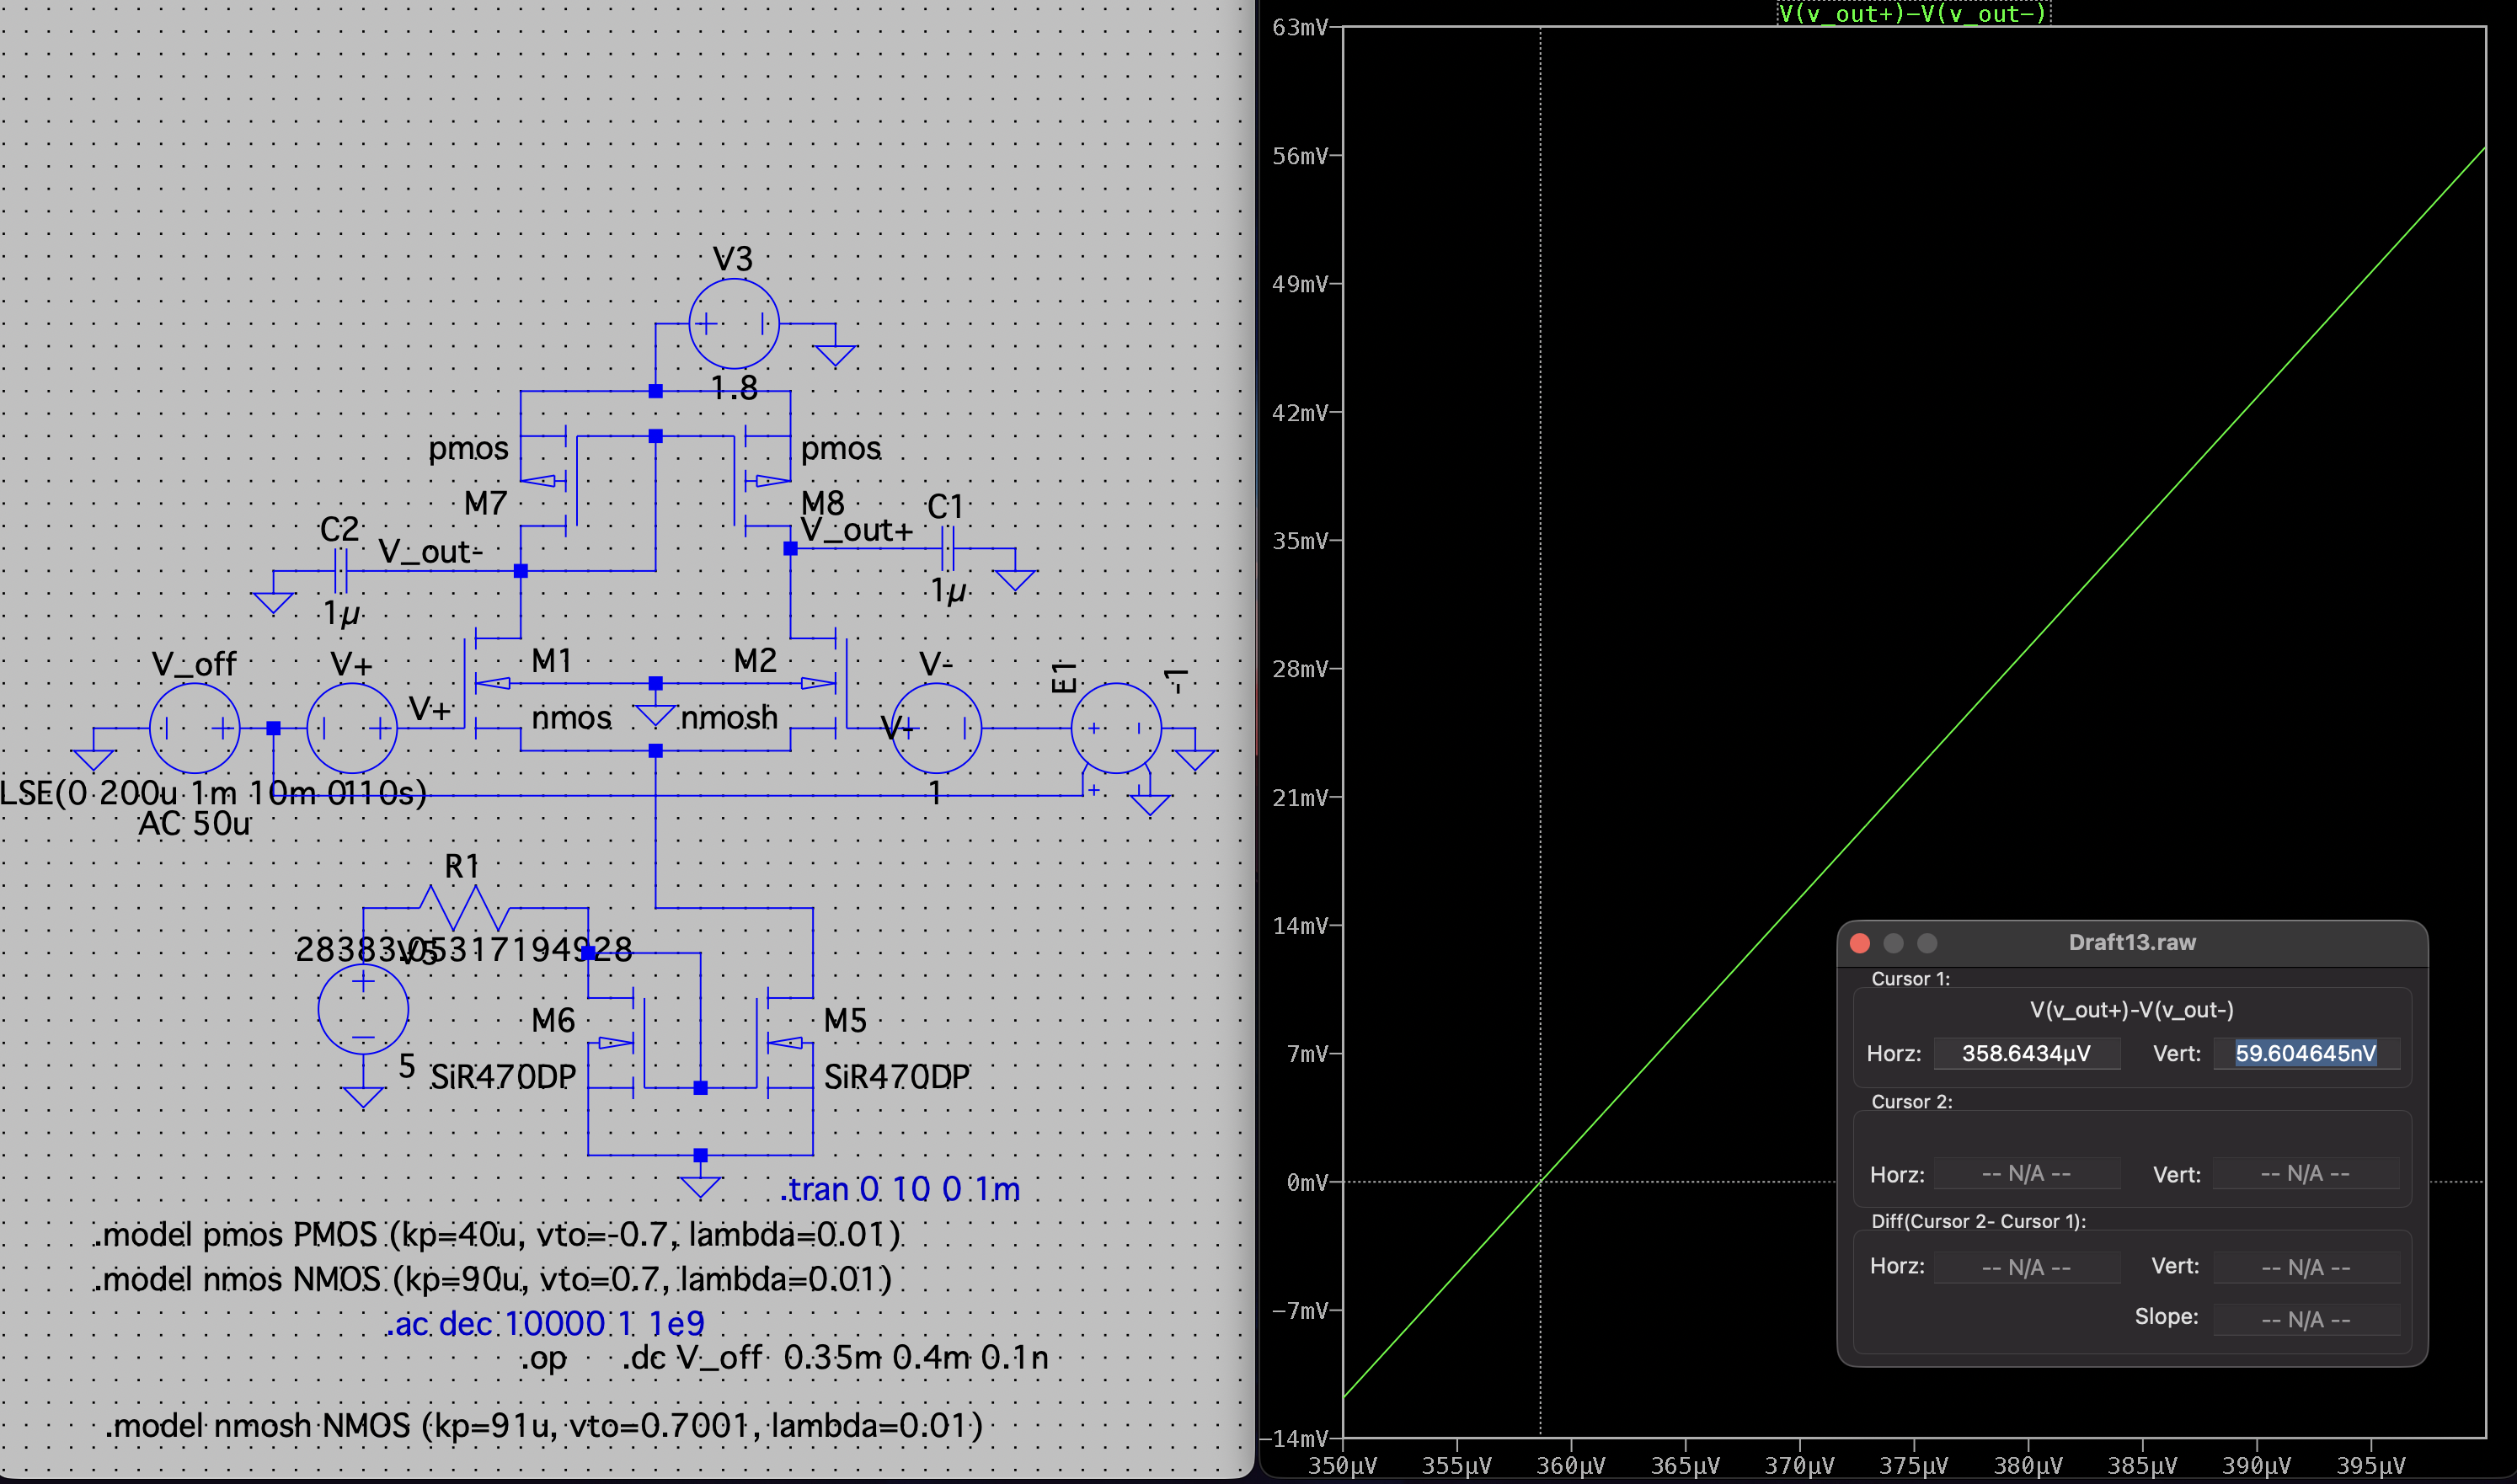 V3
1.8
pmos
pmos
M7
M8
C2
V_out-
V_out+
C1
1µ
1µ
V_off
V+
V+
M1
M2
V-
V-
E1
-1
nmos
nmosh
LSE(0 200u 1m 10m 0 10s)
1
1
AC 50u
R1
28383.05317194928
V5
5
M6
M5
SiR470DP
SiR470DP
.tran 0 10 0 1m
.model pmos PMOS (kp=40u, vto=-0.7, lambda=0.01)
.model nmos NMOS (kp=90u, vto=0.7, lambda=0.01)
.ac dec 10000 1 1e9
.op
.dc V_off 0.35m 0.4m 0.1n
.model nmosh NMOS (kp=91u, vto=0.7001, lambda=0.01)
V(v_out+)-V(v_out-)
63mV
56mV
49mV
42mV
35mV
28mV
21mV
14mV
7mV
0mV
-7mV
-14mV
350µV 355µV 360µV 365µV 370µV 375µV 380µV 385µV 390µV 395µV
Draft13.raw
Cursor 1:
V(v_out+)-V(v_out-)
Horz: 358.6434µV Vert: 59.604645nV
Cursor 2:
Horz: -- N/A -- Vert: -- N/A --
Diff(Cursor 2- Cursor 1):
Horz: -- N/A -- Vert: -- N/A --
Slope: -- N/A --